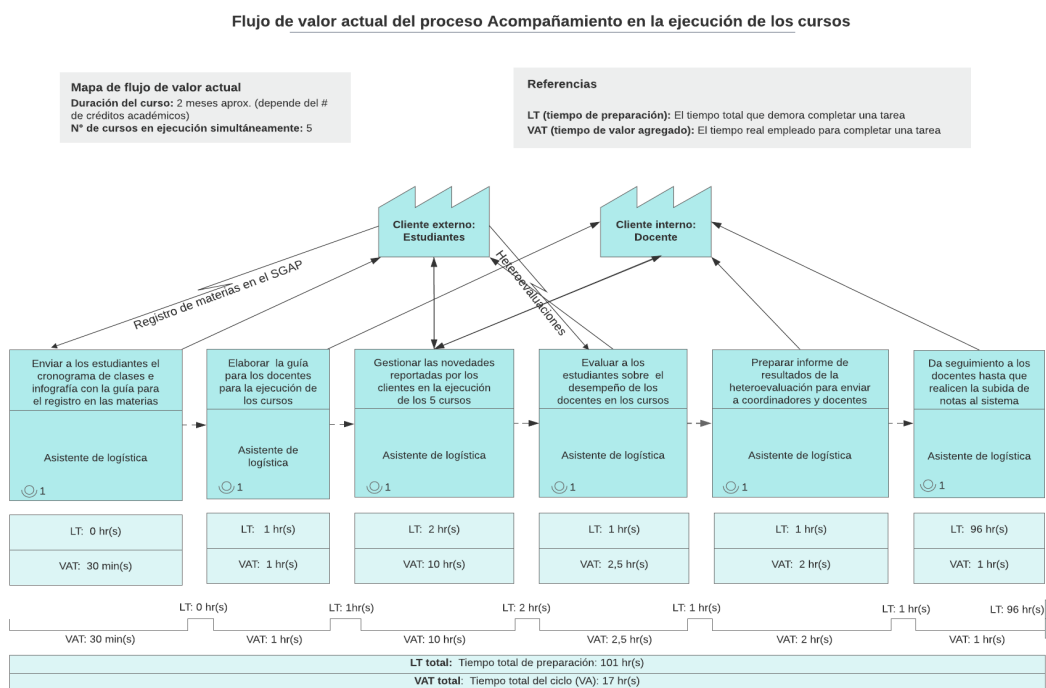 Flujo de valor actual del proceso Acompañamiento en la ejecución de los cursos
Mapa de flujo de valor actual
Duración del curso: 2 meses aprox. (depende del #
de créditos académicos)
N° de cursos en ejecución simultáneamente: 5
Referencias
LT (tiempo de preparación): El tiempo total que demora completar una tarea
VAT (tiempo de valor agregado): El tiempo real empleado para completar una tarea
Cliente externo:
Estudiantes
Cliente interno:
Docente
Registro de materias en el SGAP
Heteroevaluaciones
Enviar a los estudiantes el
cronograma de clases e
infografía con la guía para
el registro en las materias
Asistente de logística
1
Elaborar la guía
para los docentes
para la ejecución de
los cursos
Asistente de
logística
1
Gestionar las novedades
reportadas por los
clientes en la ejecución
de los 5 cursos
Asistente de logística
1
Evaluar a los
estudiantes sobre el
desempeño de los
docentes en los cursos
Asistente de logística
1
Preparar informe de
resultados de la
heteroevaluación para enviar
a coordinadores y docentes
Asistente de logística
1
Da seguimiento a los
docentes hasta que
realicen la subida de
notas al sistema
Asistente de logística
1
LT: 0 hr(s)
VAT: 30 min(s)
LT: 1 hr(s)
VAT: 1 hr(s)
LT: 2 hr(s)
VAT: 10 hr(s)
LT: 1 hr(s)
VAT: 2,5 hr(s)
LT: 1 hr(s)
VAT: 2 hr(s)
LT: 96 hr(s)
VAT: 1 hr(s)
LT: 0 hr(s)
LT: 1hr(s)
LT: 2 hr(s)
LT: 1 hr(s)
LT: 1 hr(s)
LT: 96 hr(s)
VAT: 30 min(s)
VAT: 1 hr(s)
VAT: 10 hr(s)
VAT: 2,5 hr(s)
VAT: 2 hr(s)
VAT: 1 hr(s)
LT total: Tiempo total de preparación: 101 hr(s)
VAT total: Tiempo total del ciclo (VA): 17 hr(s)